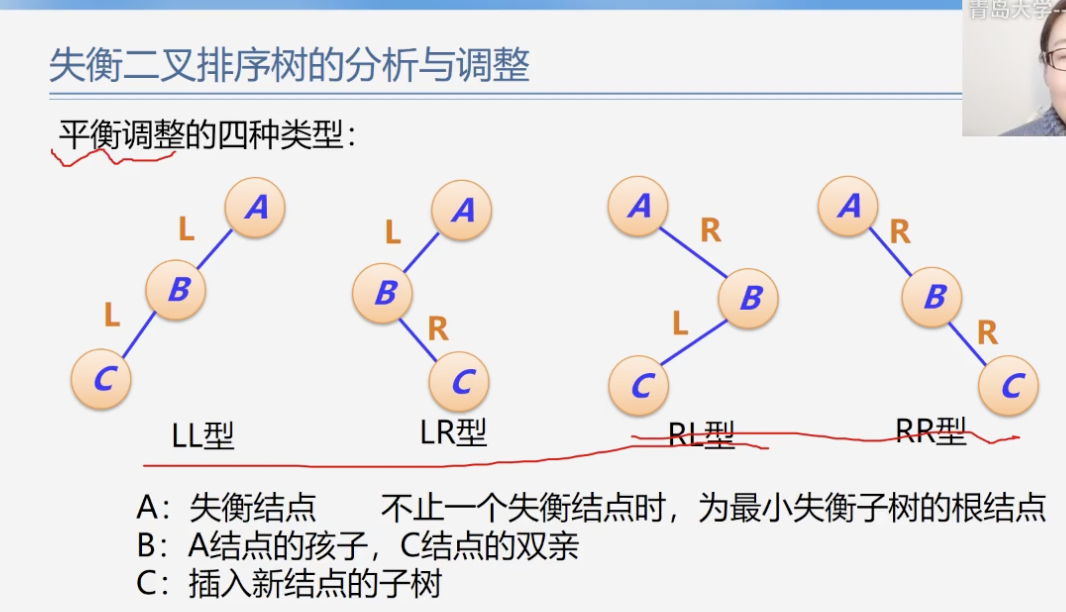 青岛大学--
失衡二叉排序树的分析与调整
平衡调整的四种类型：
A A A A
L L R R
B B B B
L R L R
C C C C
LL型 LR型 RL型 RR型
A：失衡结点 不止一个失衡结点时，为最小失衡子树的根结点
B：A结点的孩子，C结点的双亲
C：插入新结点的子树